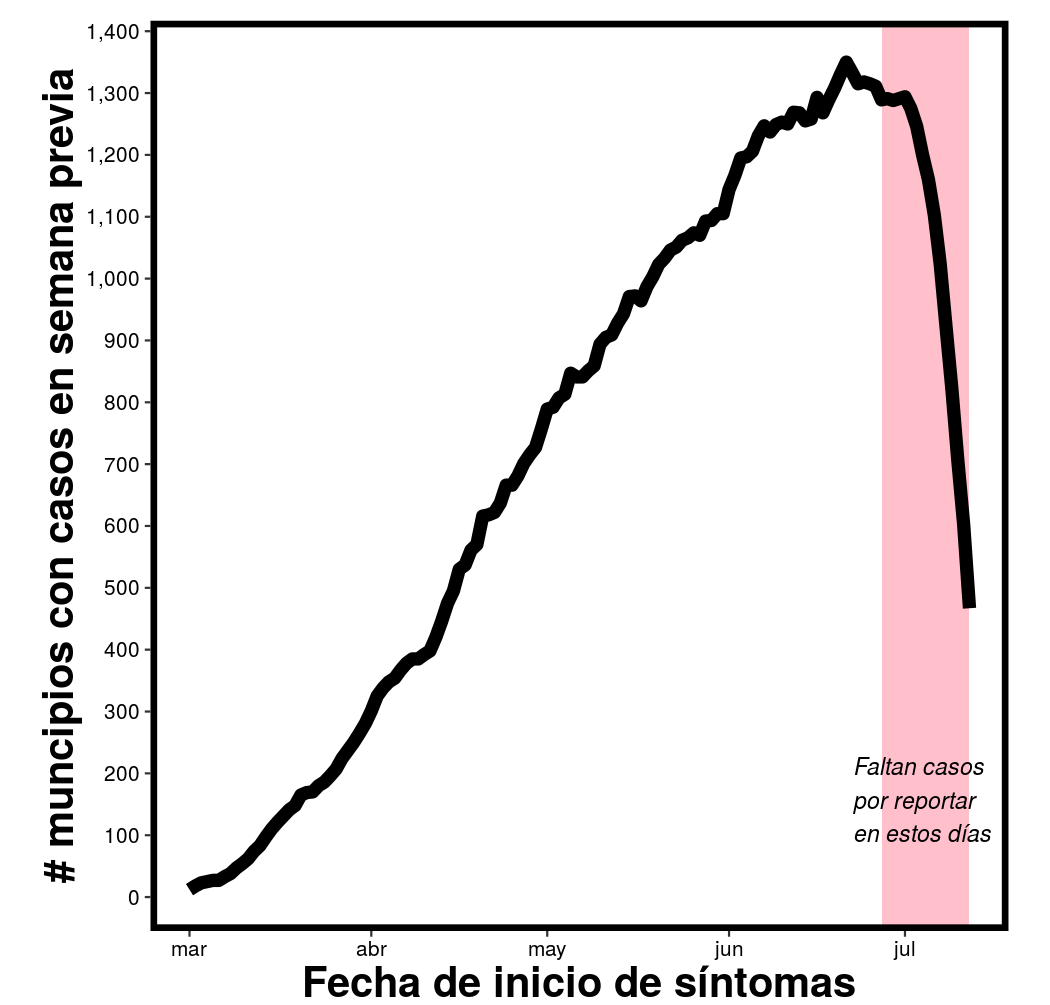 # muncipios con casos en semana previa
1,400
1,300
1,200
1,100
1,000
900
800
700
600
500
400
300
200
100
0
Faltan casos
por reportar
en estos días
mar abr may jun jul
Fecha de inicio de síntomas